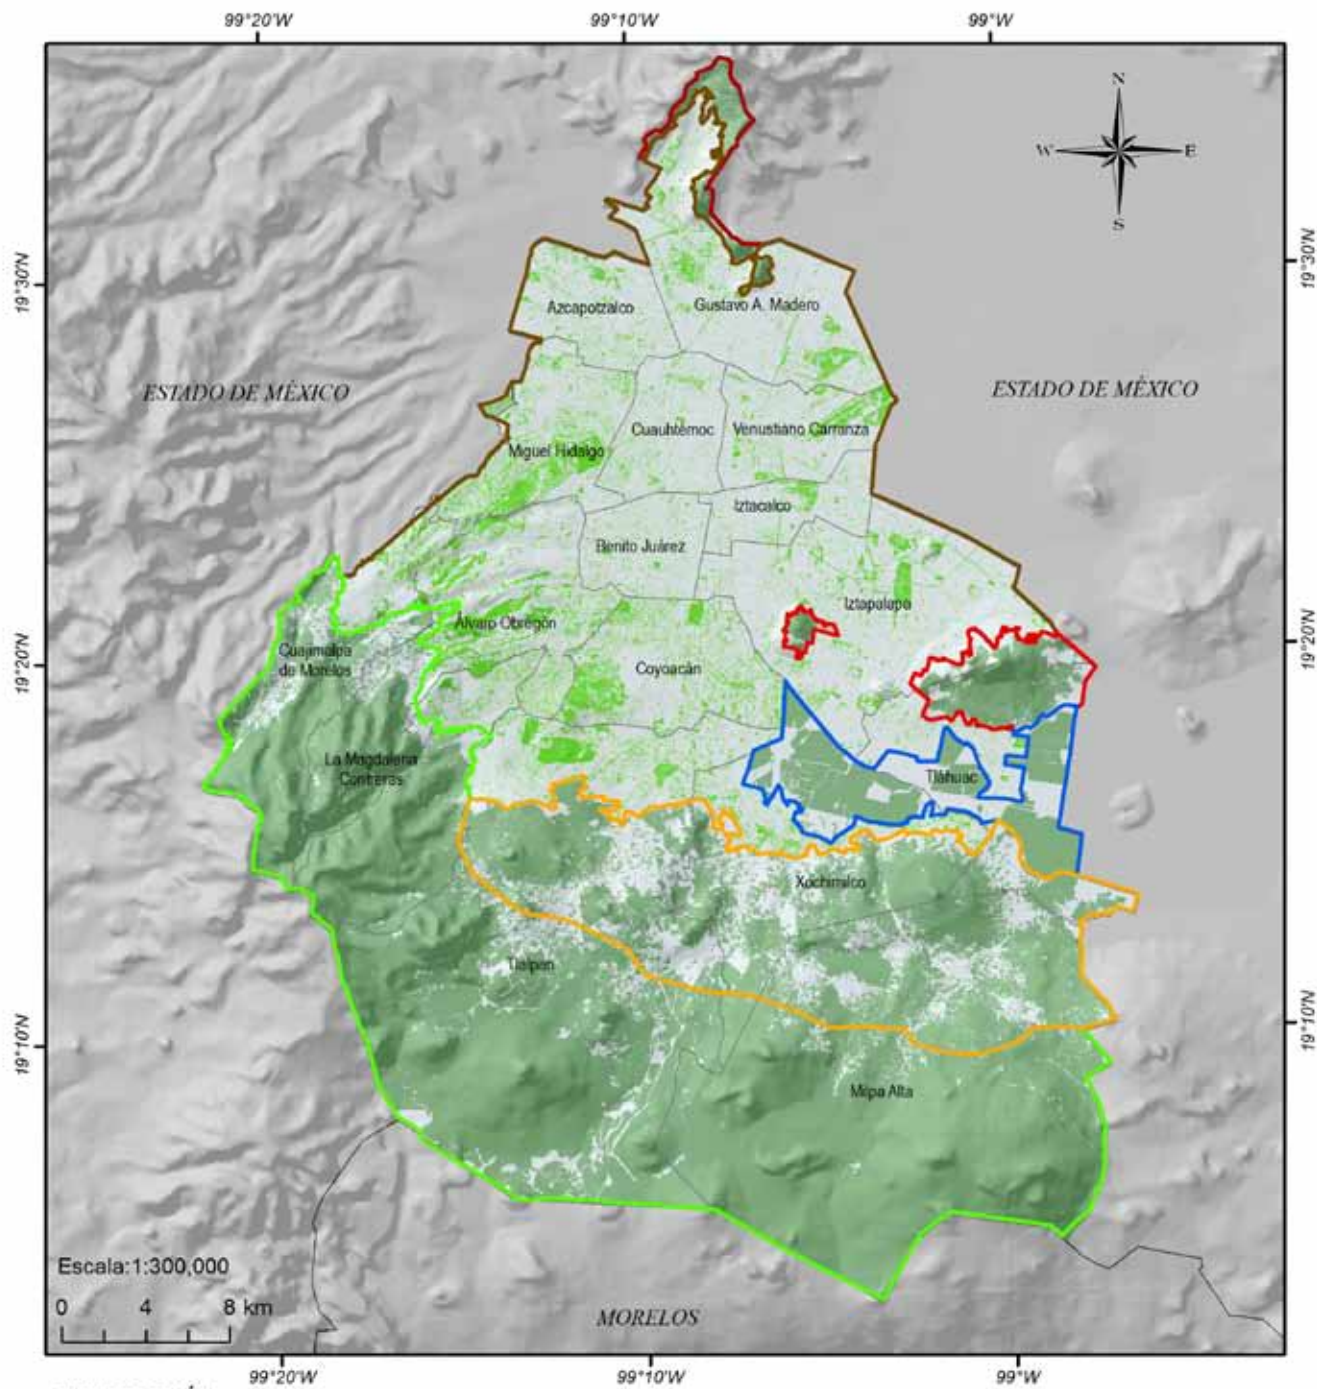 99°20'W 99°10'W 99°W
N
W E
S
19°30'N 19°30'N
Azcapotzalco
Gustavo A. Madero
ESTADO DE MÉXICO
ESTADO DE MÉXICO
Cuauhtémoc
Venustiano Carranza
Miguel Hidalgo
Iztacalco
Benito Juárez
Iztapalapa
Álvaro Obregón
19°20'N 19°20'N
Cuajimalpa
de Morelos
Coyoacán
La Magdalena
Contreras
Tláhuac
Xochimilco
Tlalpan
19°10'N 19°10'N
Milpa Alta
Escala:1:300,000
0 4 8 km
MORELOS
99°20'W 99°10'W 99°W